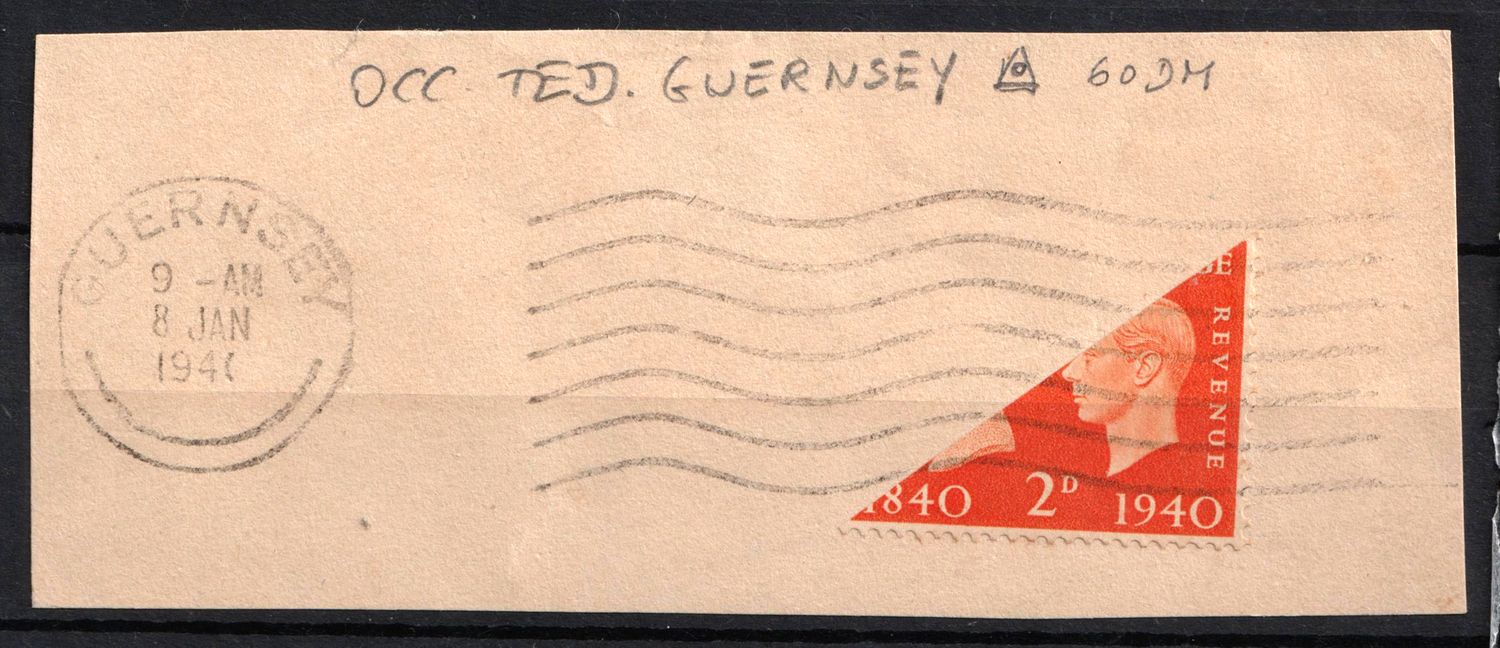 OCC. TED. GUERNSEY 60DM
GUERNSEY
9 - AM
8 JAN
194
REVENUE
1840 2D 1940